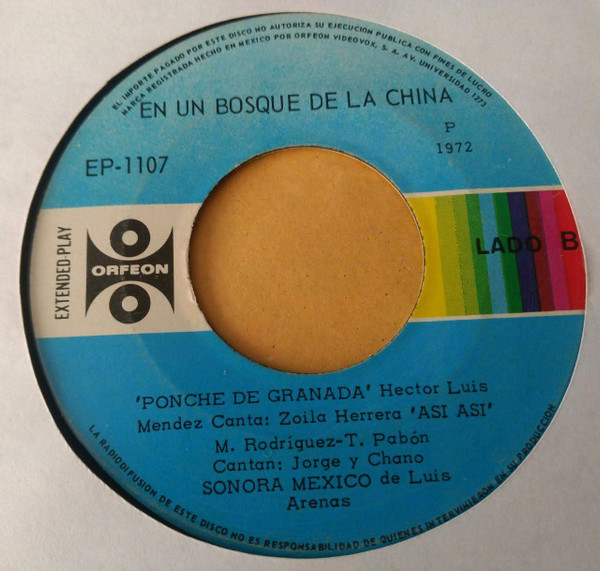 EL IMPORTE PAGADO POR ESTE DISCO NO AUTORIZA SU EJECUCION PUBLICA CON FINES DE LUCRO
MARCA REGISTRADA HECHO EN MEXICO POR ORFEON VIDEOVOX, S. A. AV. UNIVERSIDAD 1273
EN UN BOSQUE DE LA CHINA
P
1972
EP-1107
EXTENDED-PLAY
ORFEON
LADO B
'PONCHE DE GRANADA' Hector Luis
Mendez Canta: Zoila Herrera 'ASI ASI'
M. Rodríguez-T. Pabón
Cantan: Jorge y Chano
SONORA MEXICO de Luis
Arenas
LA RADIODIFUSION DE ESTE DISCO NO ES RESPONSABILIDAD DE QUIENES INTERVINIERON EN SU PRODUCCION